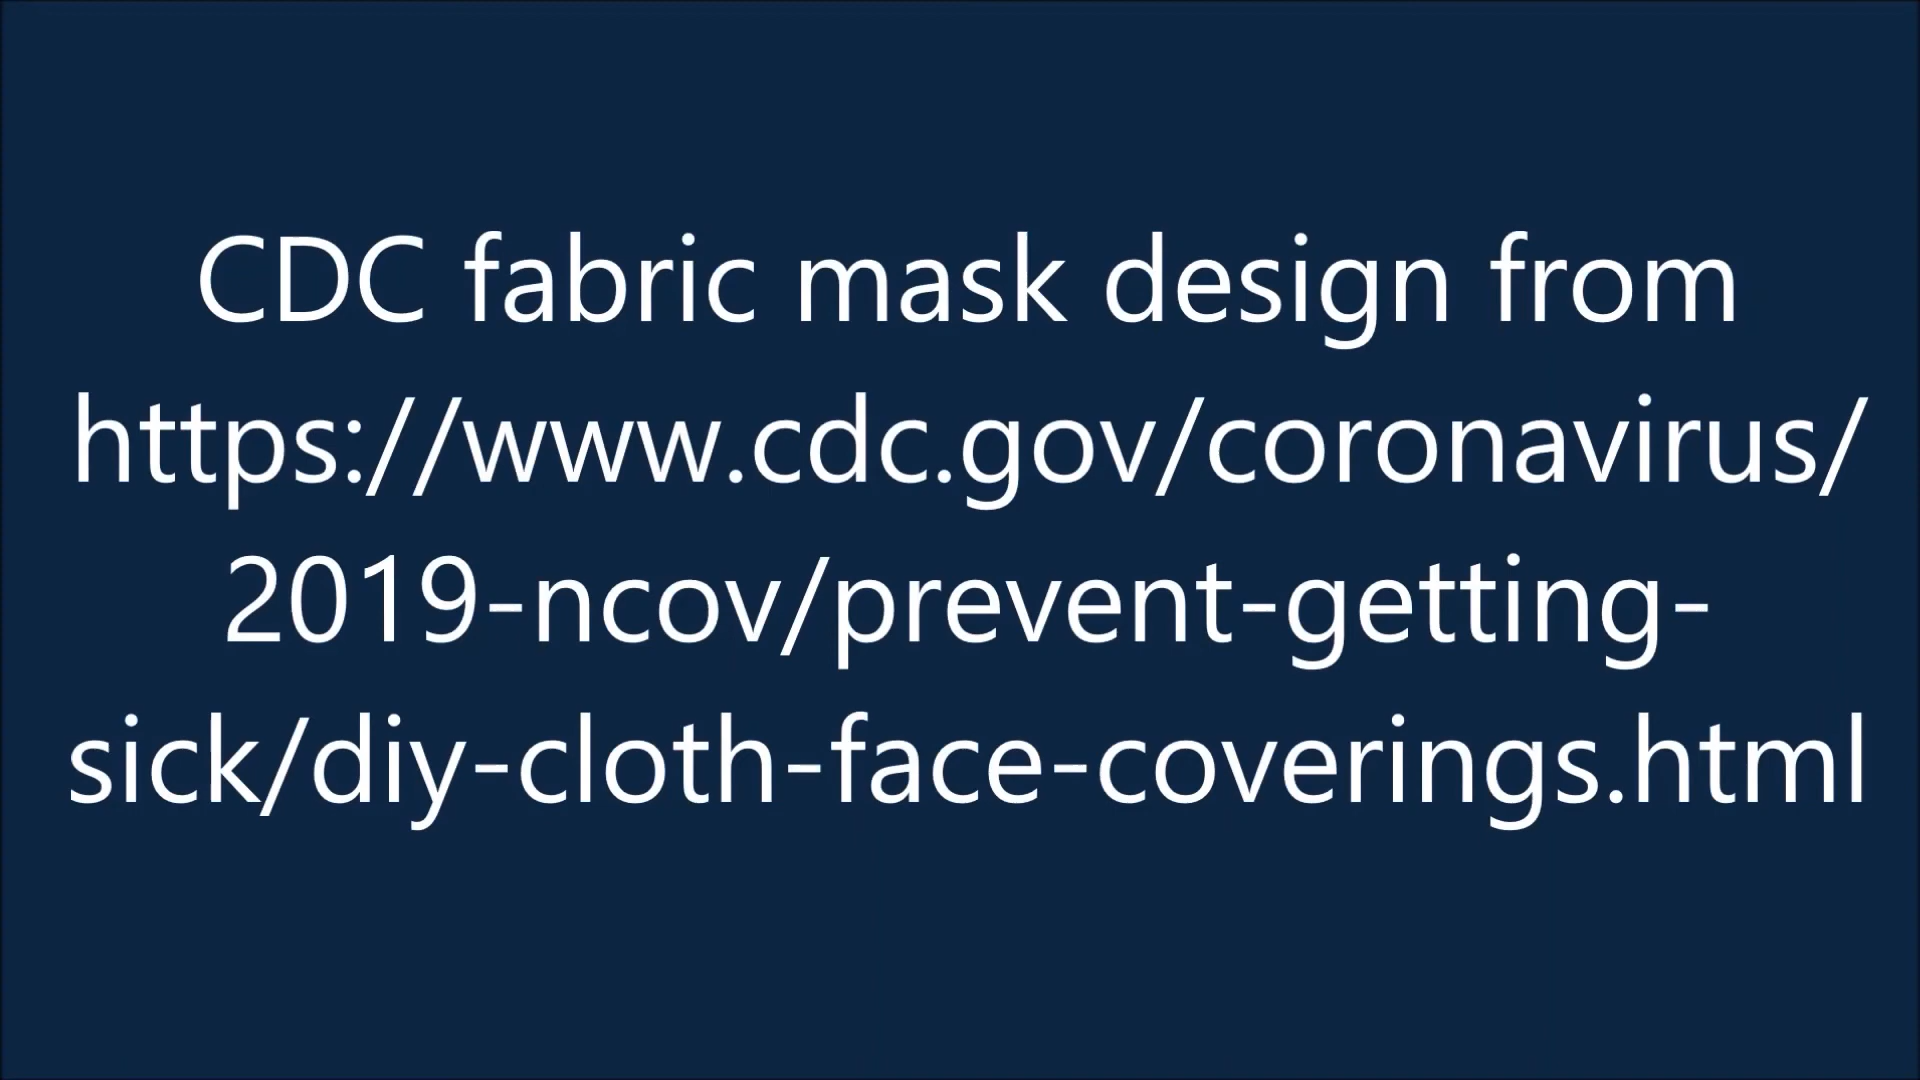 CDC fabric mask design from
https://www.cdc.gov/coronavirus/
2019-ncov/prevent-getting-
sick/diy-cloth-face-coverings.html